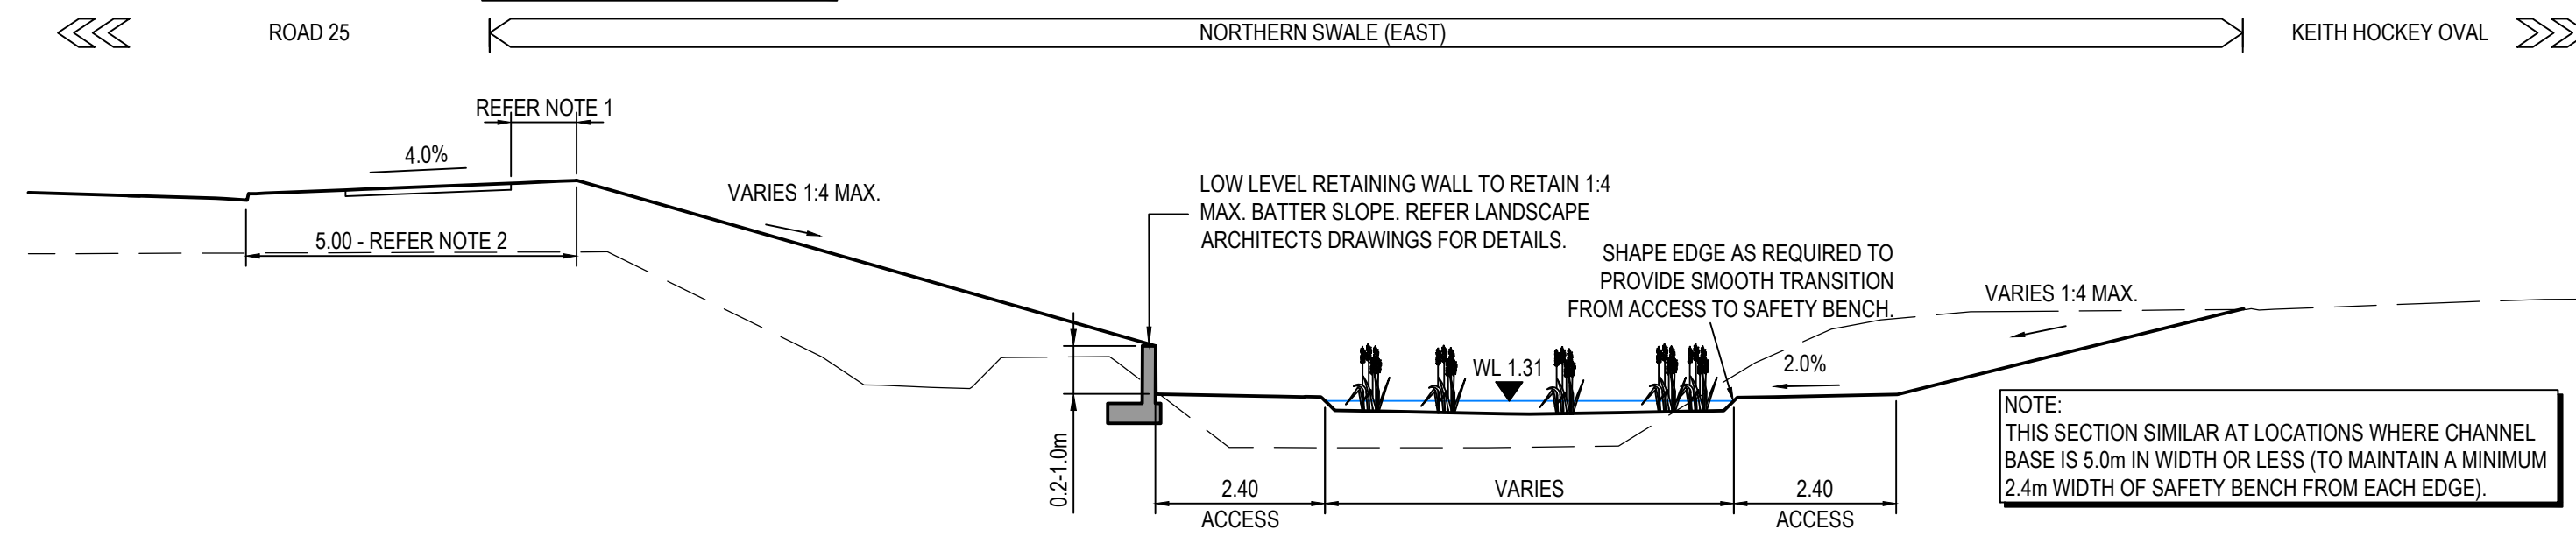 ROAD 25
NORTHERN SWALE (EAST)
KEITH HOCKEY OVAL
REFER NOTE 1
4.0%
5.00 - REFER NOTE 2
VARIES 1:4 MAX.
LOW LEVEL RETAINING WALL TO RETAIN 1:4
MAX. BATTER SLOPE. REFER LANDSCAPE
ARCHITECTS DRAWINGS FOR DETAILS.
SHAPE EDGE AS REQUIRED TO
PROVIDE SMOOTH TRANSITION
FROM ACCESS TO SAFETY BENCH.
VARIES 1:4 MAX.
WL 1.31
2.0%
0.2-1.0m
2.40
ACCESS
VARIES
2.40
ACCESS
NOTE:
THIS SECTION SIMILAR AT LOCATIONS WHERE CHANNEL
BASE IS 5.0m IN WIDTH OR LESS (TO MAINTAIN A MINIMUM
2.4m WIDTH OF SAFETY BENCH FROM EACH EDGE).